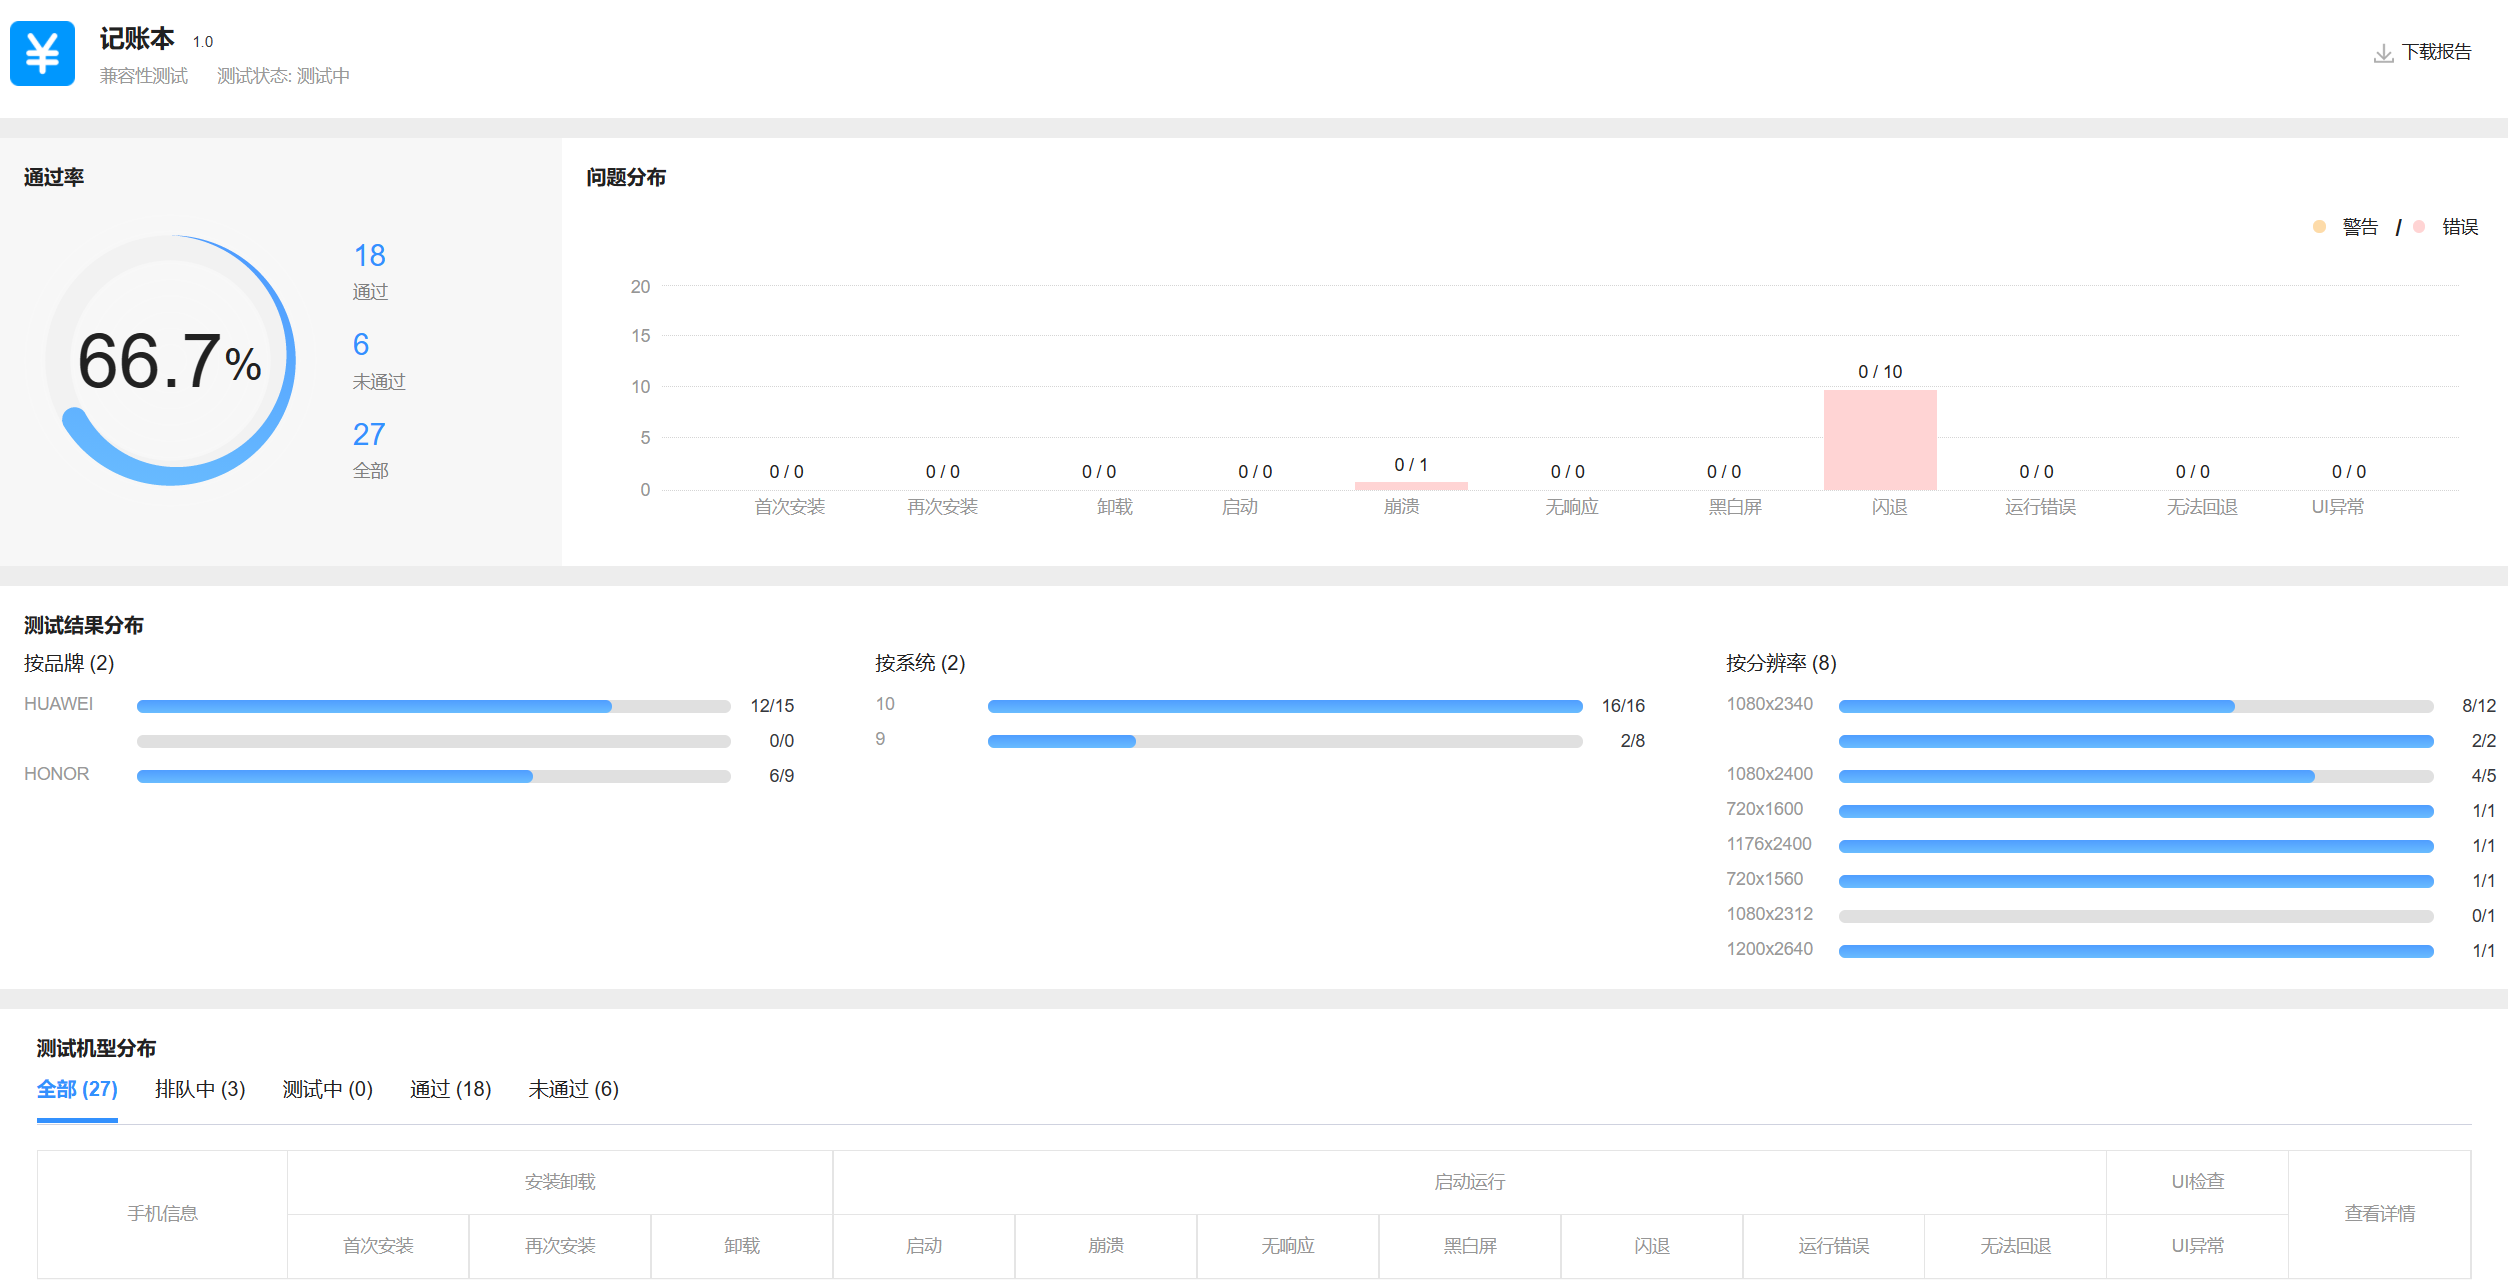 记账本 1.0
兼容性测试 测试状态: 测试中
下载报告
通过率
66.7%
18
通过
6
未通过
27
全部
问题分布
警告 / 错误
20
15
10
5
0
0 / 0 0 / 0 0 / 0 0 / 0 0 / 1 0 / 0 0 / 0 0 / 10 0 / 0 0 / 0 0 / 0
首次安装 再次安装 卸载 启动 崩溃 无响应 黑白屏 闪退 运行错误 无法回退 UI异常
测试结果分布
按品牌 (2)
HUAWEI 12/15
0/0
HONOR 6/9
按系统 (2)
10 16/16
9 2/8
按分辨率 (8)
1080x2340 8/12
2/2
1080x2400 4/5
720x1600 1/1
1176x2400 1/1
720x1560 1/1
1080x2312 0/1
1200x2640 1/1
测试机型分布
全部 (27) 排队中 (3) 测试中 (0) 通过 (18) 未通过 (6)
手机信息 安装卸载 启动运行 UI检查 查看详情
首次安装 再次安装 卸载 启动 崩溃 无响应 黑白屏 闪退 运行错误 无法回退 UI异常